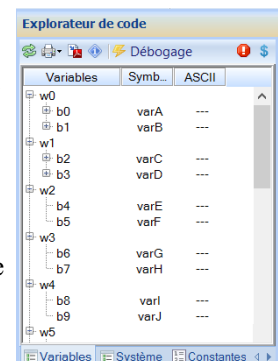 Explorateur de code
Débogage $
Variables Symb... ASCII
w0
b0 varA ---
b1 varB ---
w1
b2 varC ---
b3 varD ---
w2
b4 varE ---
b5 varF ---
w3
b6 varG ---
e
b7 varH ---
w4
b8 varI ---
b9 varJ ---
w5
Variables Système Constantes